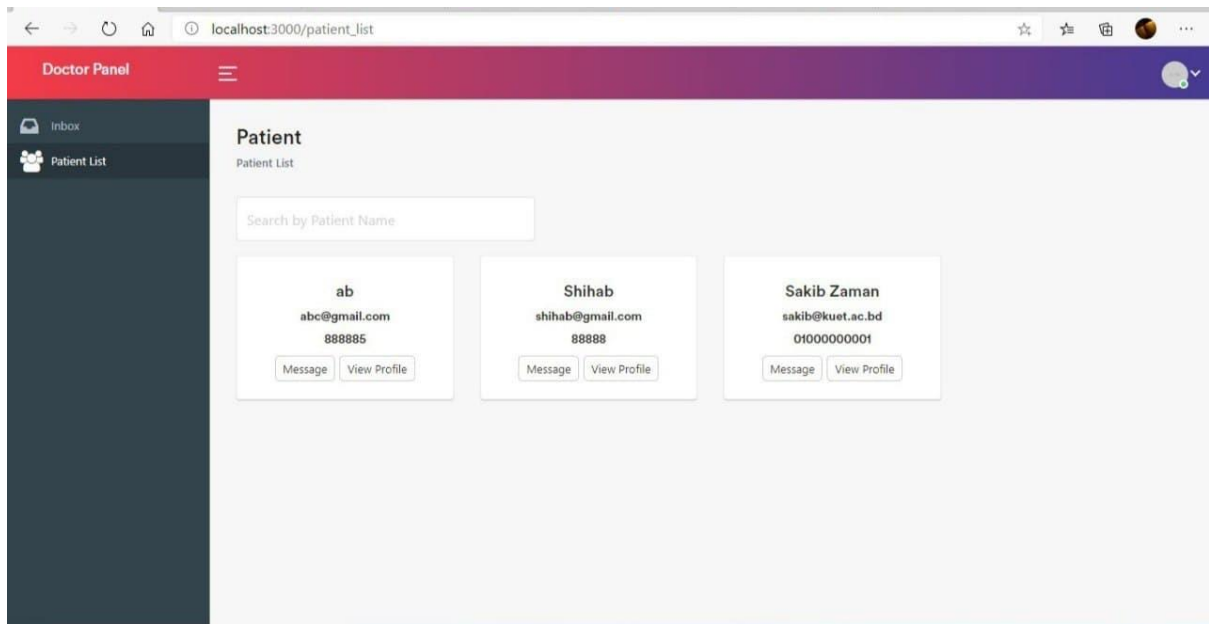 localhost:3000/patient_list
Doctor Panel
Inbox
Patient List
Patient
Patient List
Search by Patient Name
ab
abc@gmail.com
888885
Message View Profile
Shihab
shihab@gmail.com
88888
Message View Profile
Sakib Zaman
sakib@kuet.ac.bd
01000000001
Message View Profile